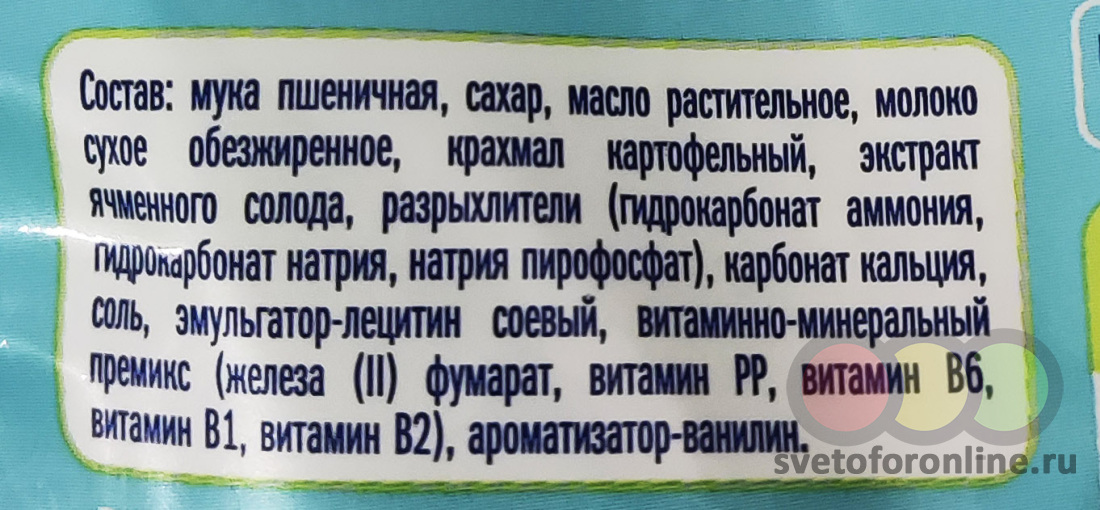 Состав: мука пшеничная, сахар, масло растительное, молоко
сухое обезжиренное, крахмал картофельный, экстракт
ячменного солода, разрыхлители (гидрокарбонат аммония,
гидрокарбонат натрия, натрия пирофосфат), карбонат кальция,
соль, эмульгатор-лецитин соевый, витаминно-минеральный
премикс (железа (II) фумарат, витамин PP, витамин B6,
витамин B1, витамин B2), ароматизатор-ванилин.
svetoforonline.ru